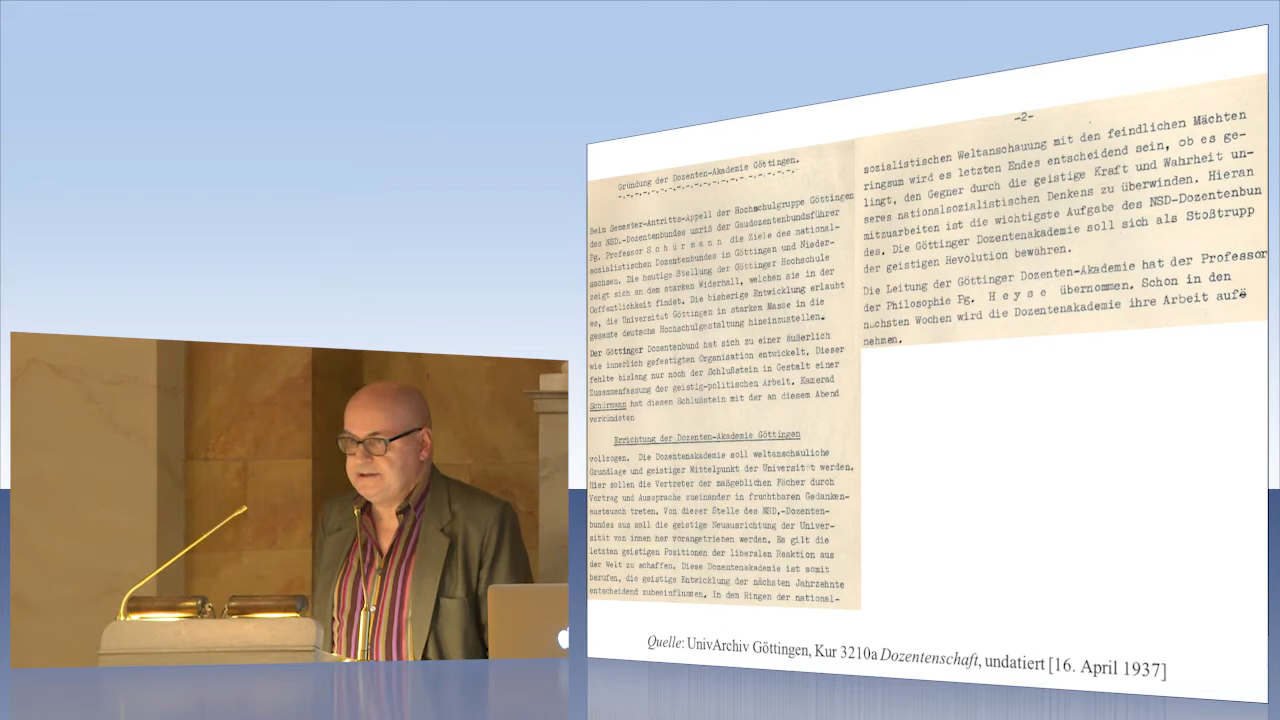 Gründung der Dozenten-Akademie Göttingen.
Beim Semester-Antritts-Appell der Hochschulgruppe Göttingen
des NSD.-Dozentenbundes umriß der Gaudozentenbundsführer
Pg. Professor S c h ü r m a n n die Ziele des national-
sozialistischen Dozentenbundes in Göttingen und Nieder-
sachsen. Die heutige Stellung der Göttinger Hochschule
zeigt sich an dem starken Widerhall, welchen sie in der
Oeffentlichkeit findet. Die bisherige Entwicklung erlaubt
es, die Universität Göttingen in starkem Masse in die
gesamte deutsche Hochschulgestaltung hineinzustellen.
Der Göttinger Dozentenbund hat sich zu einer äußerlich
wie innerlich gefestigten Organisation entwickelt. Dieser
fehlte bislang nur noch der Schlußstein in Gestalt einer
Zusammenfassung der geistig-politischen Arbeit. Kamerad
Schürmann hat diesen Schlußstein mit der an diesem Abend
verkündeten
Errichtung der Dozenten-Akademie Göttingen
vollzogen. Die Dozentenakademie soll weltanschauliche
Grundlage und geistiger Mittelpunkt der Universität werden.
Hier sollen die Vertreter der maßgeblichen Fächer durch
Vortrag und Aussprache zueinander in fruchtbaren Gedanken-
austausch treten. Von dieser Stelle des NSD.-Dozenten-
bundes aus soll die geistige Neuausrichtung der Univer-
sität von innen her vorangetrieben werden. Es gilt die
letzten geistigen Positionen der liberalen Reaktion aus
der Welt zu schaffen. Diese Dozentenakademie ist somit
berufen, die geistige Entwicklung der nächsten Jahrzehnte
entscheidend zubeeinflussen. In dem Ringen der national-
-2-
sozialistischen Weltanschauung mit den feindlichen Mächten
ringsum wird es letzten Endes entscheidend sein, ob es ge-
lingt, den Gegner durch die geistige Kraft und Wahrheit un-
seres nationalsozialistischen Denkens zu überwinden. Hieran
mitzuarbeiten ist die wichtigste Aufgabe des NSD-Dozentenbun
des. Die Göttinger Dozentenakademie soll sich als Stoßtrupp
der geistigen Revolution bewähren.
Die Leitung der Göttinger Dozenten-Akademie hat der Professor
der Philosophie Pg. H e y s e übernommen. Schon in den
nächsten Wochen wird die Dozentenakademie ihre Arbeit auf
nehmen.
Quelle: UnivArchiv Göttingen, Kur 3210a Dozentenschaft, undatiert [16. April 1937]